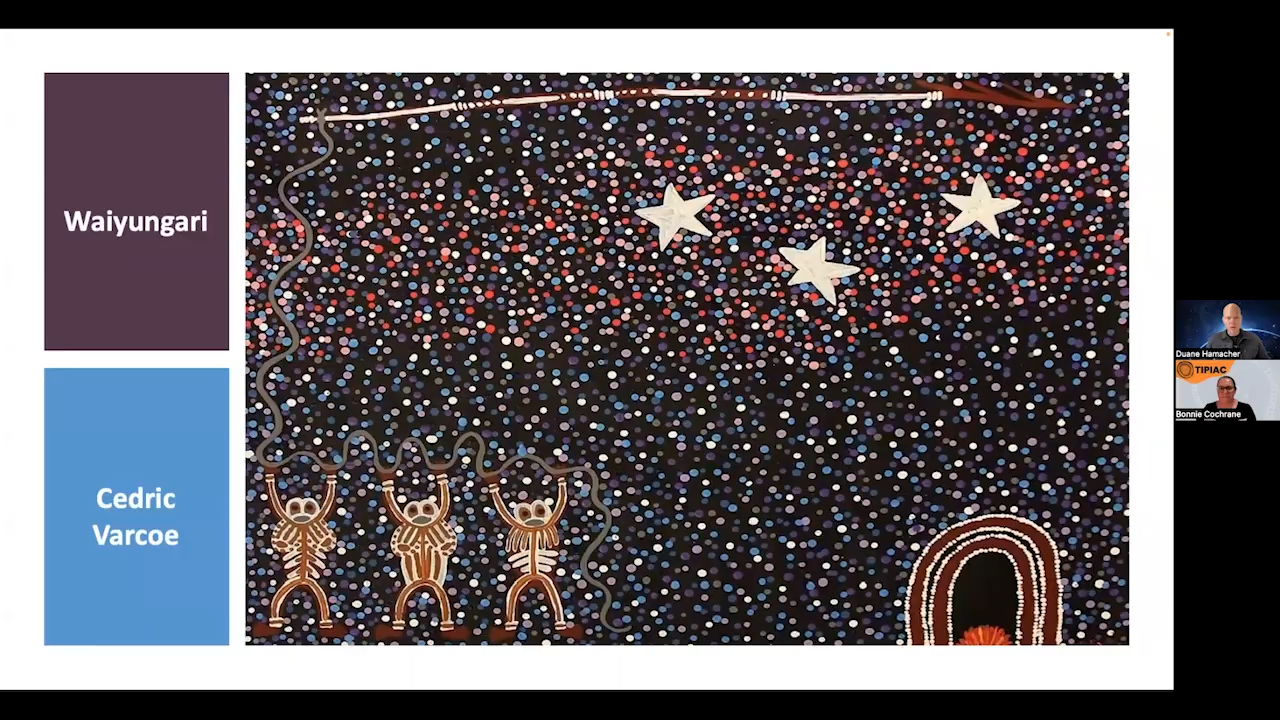 Waiyungari
Cedric
Varcoe
Duane Hamacher
TIPIAC
Bonnie Cochrane